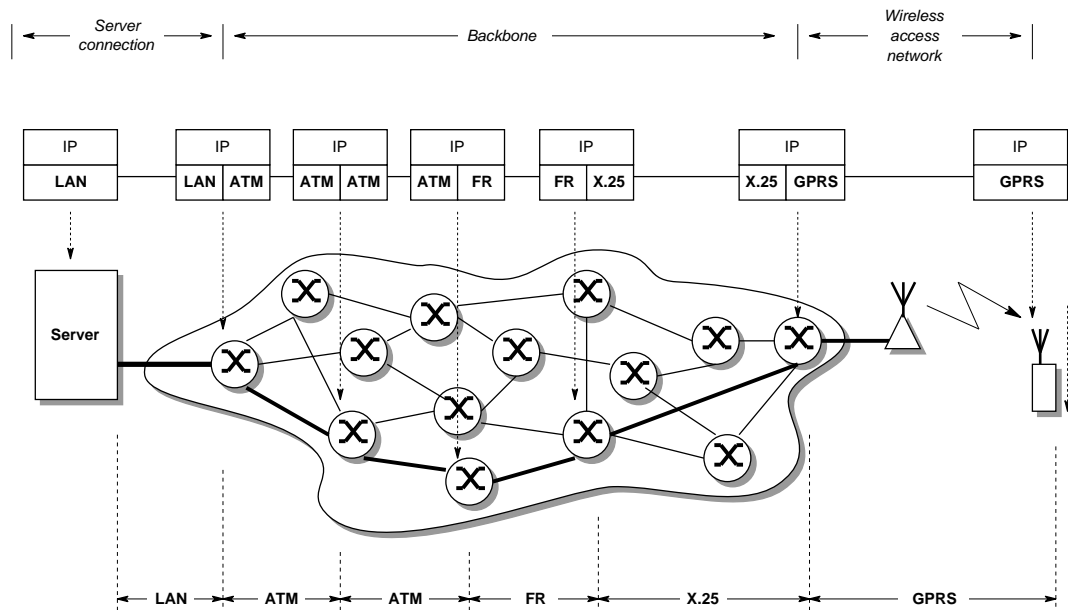 Server
connection
Backbone
Wireless
access
network
IP
IP
IP
IP
IP
IP
IP
LAN
LAN ATM
ATM ATM
ATM FR
FR X.25
X.25 GPRS
GPRS
Server
LAN
ATM
ATM
FR
X.25
GPRS